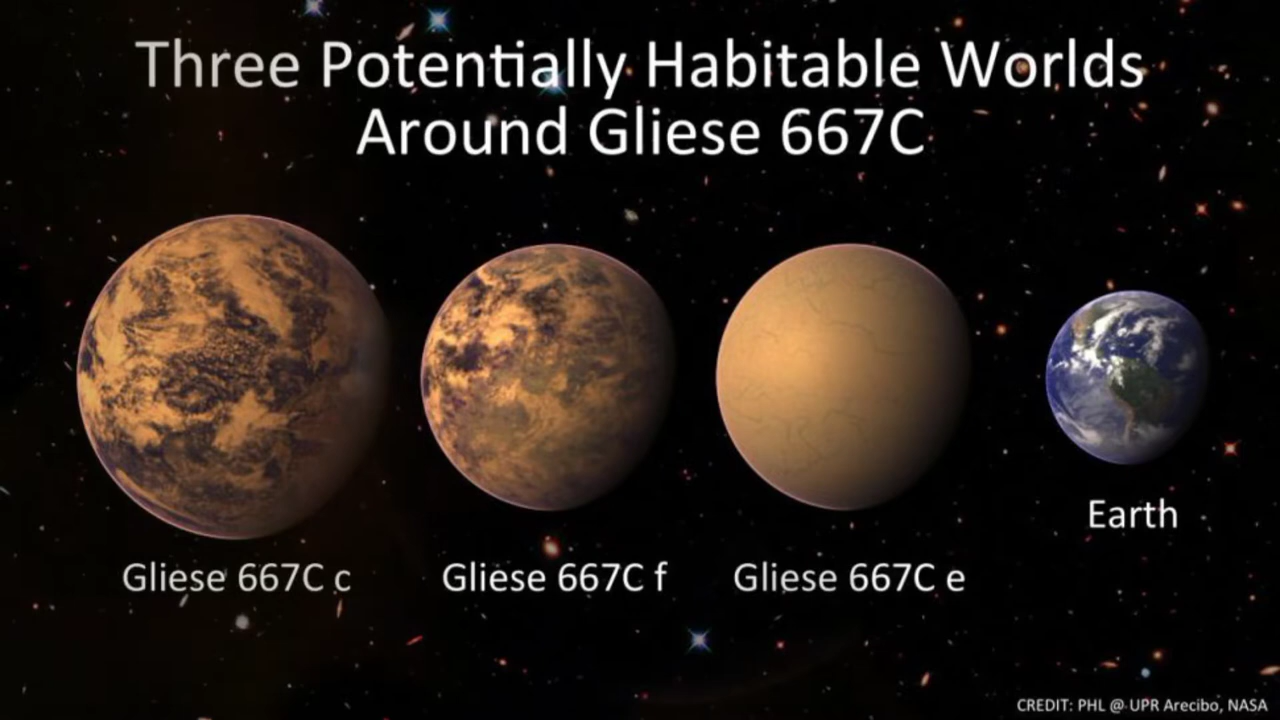 Three Potentially Habitable Worlds
Around Gliese 667C
Earth
Gliese 667C c
Gliese 667C f
Gliese 667C e
CREDIT: PHL @ UPR Arecibo, NASA